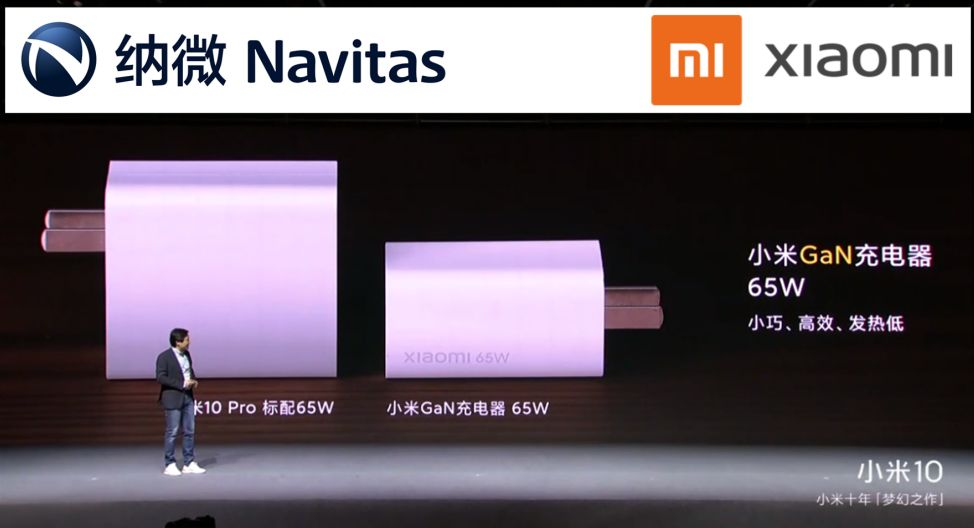 纳微 Navitas
mi xiaomi
小米GaN充电器
65W
小巧、高效、发热低
xiaomi 65W
米10 Pro 标配65W
小米GaN充电器 65W
小米10
小米十年「梦幻之作」